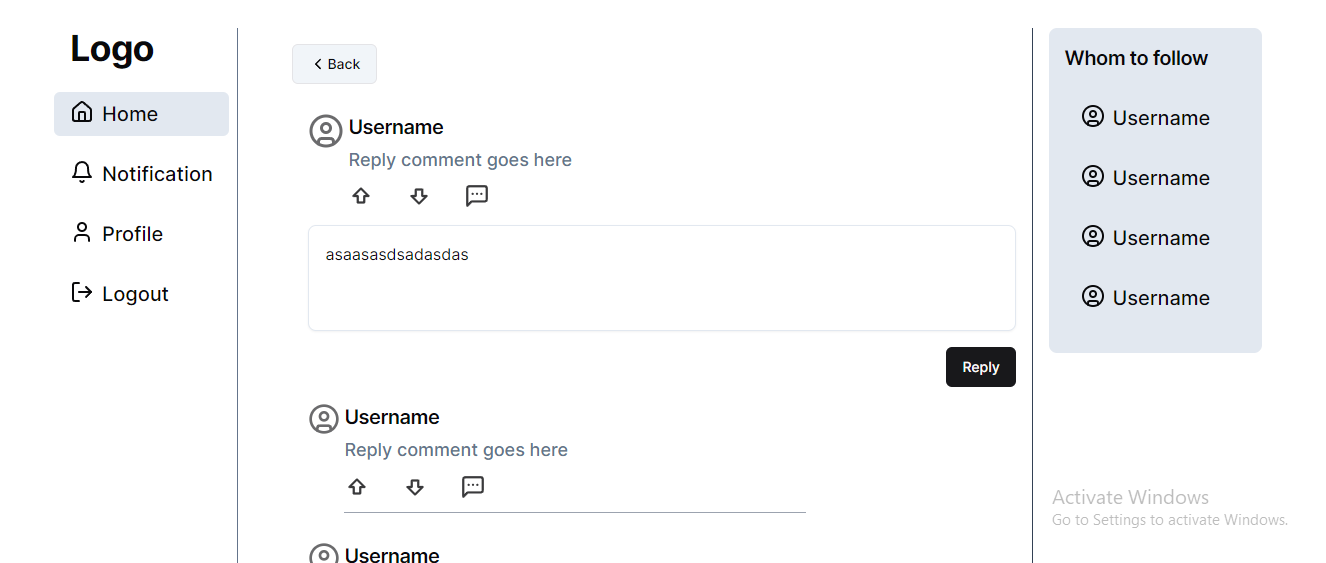 Logo
Home
Notification
Profile
Logout
Back
Username
Reply comment goes here
asaasasdsadasdas
Reply
Username
Reply comment goes here
Username
Whom to follow
Username
Username
Username
Username
Activate Windows
Go to Settings to activate Windows.